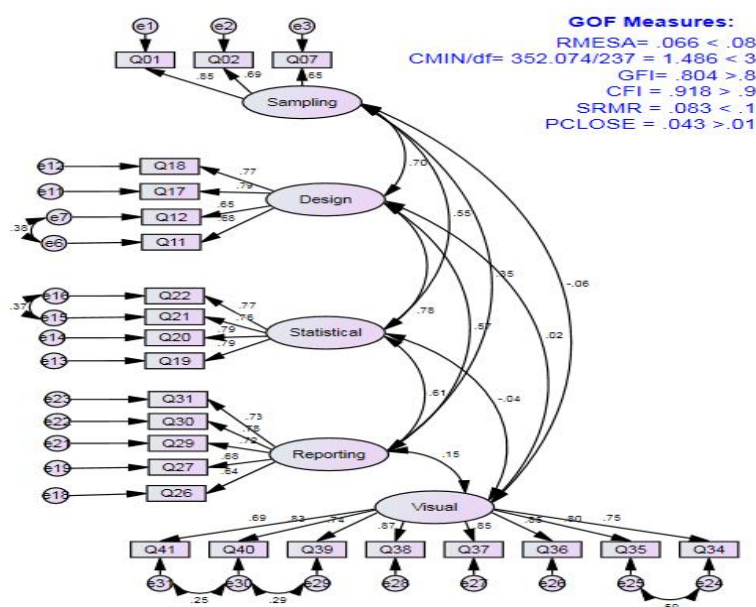 GOF Measures:
RMESA= .066 < .08
CMIN/df= 352.074/237 = 1.486 < 3
GFI= .804 >.8
CFI = .918 > .9
SRMR = .083 < .1
PCLOSE = .043 >.01
e1 e2 e3
Q01 Q02 Q07
.85 .69 .65
Sampling
.70
e12 Q18 .77
e11 Q17 .79
Design
e7 Q12 .65
.38
e6 Q11 .68
.55 .35 -.06
e16 Q22 .77
.37
e15 Q21 .76
Statistical
e14 Q20 .79
e13 Q19 .79
.78 .57 .02
e23 Q31 .73
e22 Q30 .78
e21 Q29 .72
Reporting
e19 Q27 .68
e18 Q26 .64
.61 -.04
.15
Visual
.69 .83 .74 .87 .85 .80 .75
Q41 Q40 Q39 Q38 Q37 Q36 Q35 Q34
e31 e30 e29 e28 e27 e26 e25 e24
.25 .29